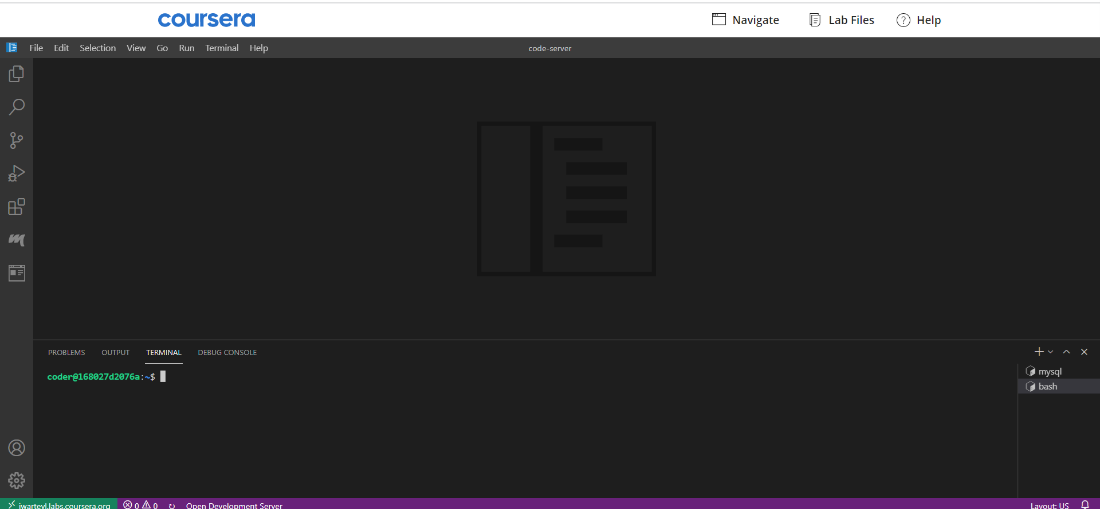 coursera Navigate Lab Files Help
File Edit Selection View Go Run Terminal Help code-server
PROBLEMS OUTPUT TERMINAL DEBUG CONSOLE
coder@168027d2076a:~$
mysql
bash
iwarteyl.labs.coursera.org 0 0 Open Development Server Layout: US